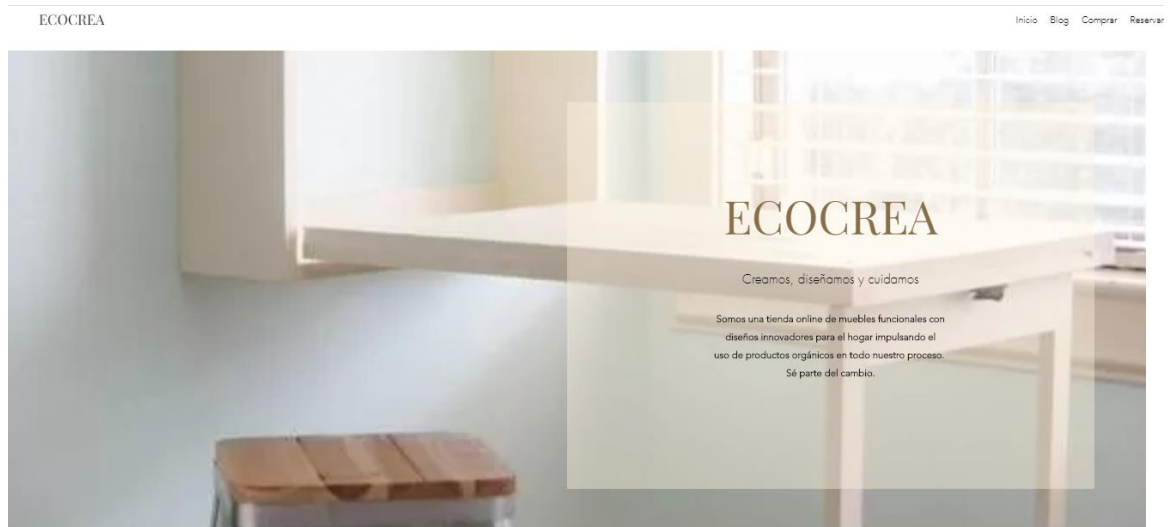 ECOCREA
Inicio Blog Comprar Reservar
ECOCREA
Creamos, diseñamos y cuidamos
Somos una tienda online de muebles funcionales con
diseños innovadores para el hogar impulsando el
uso de productos orgánicos en todo nuestro proceso.
Sé parte del cambio.